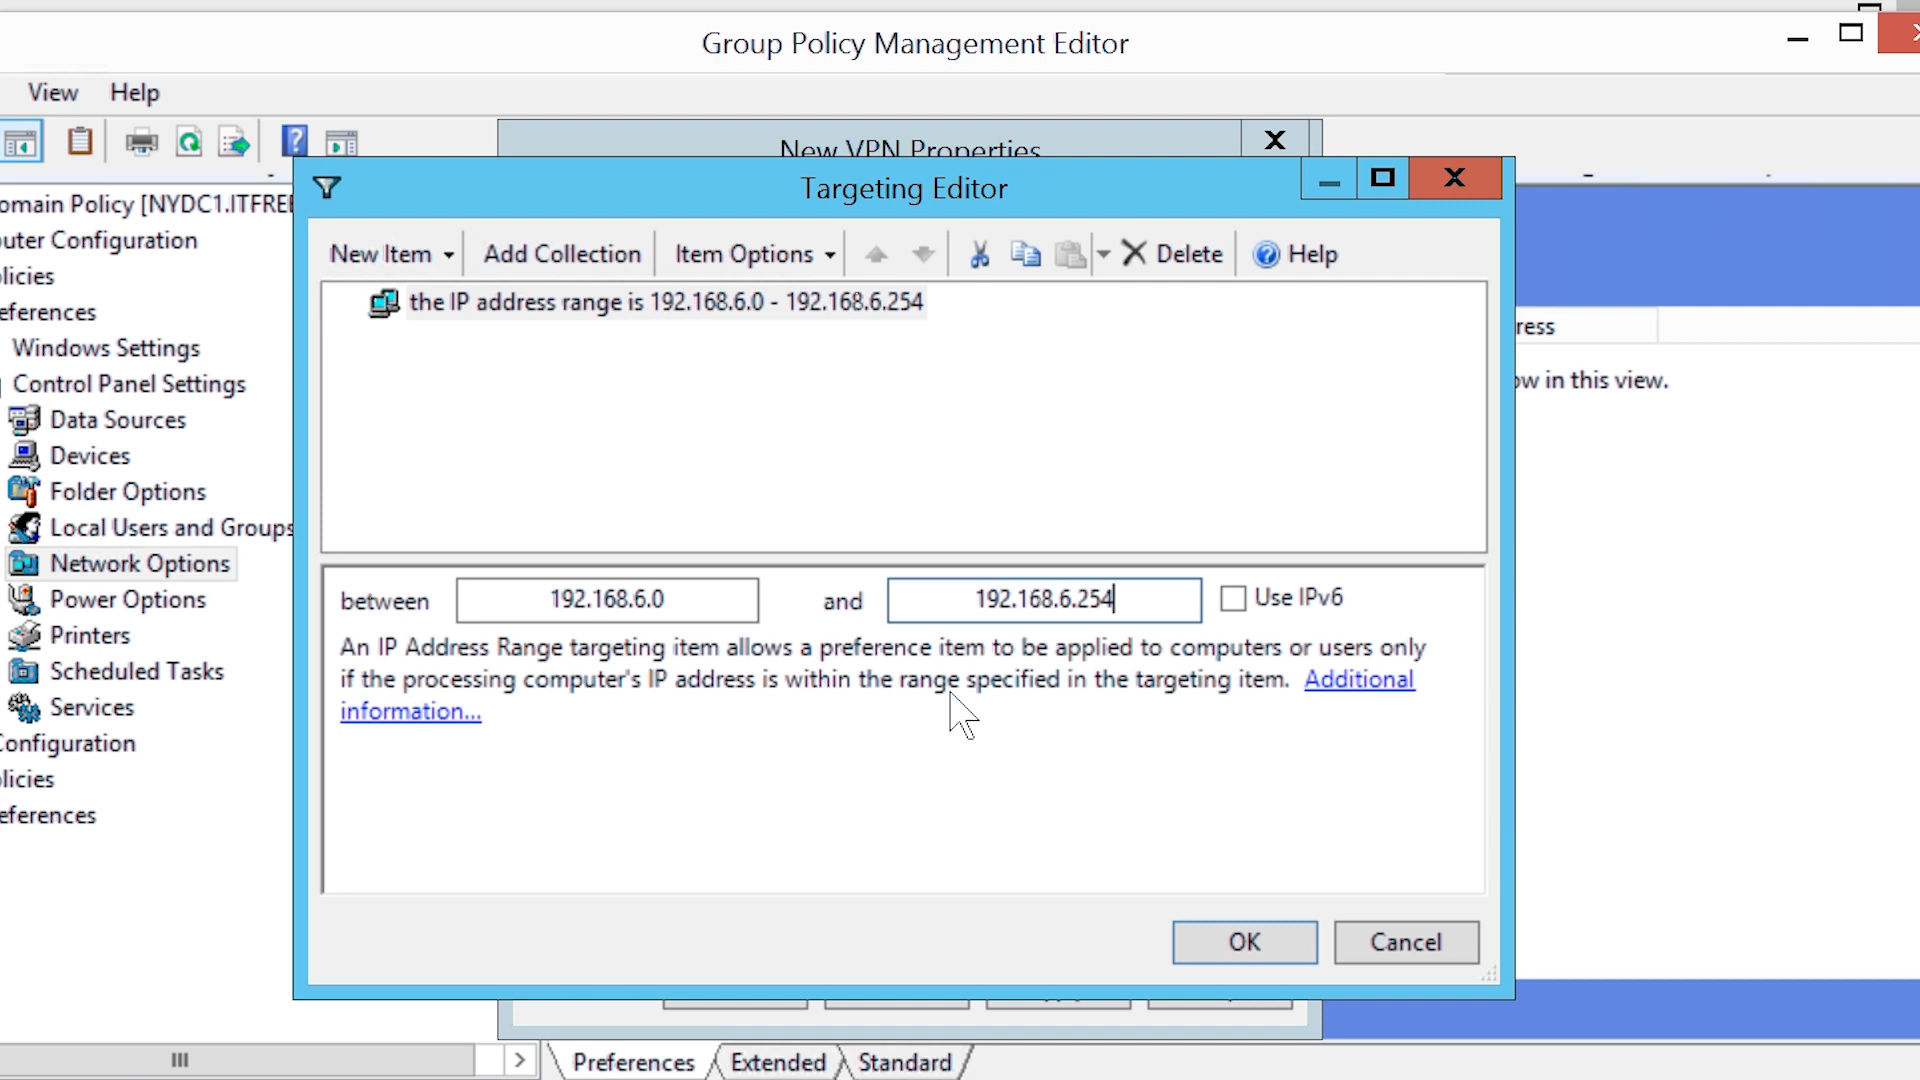 Group Policy Management Editor
View Help
New VPN Properties
Targeting Editor
omain Policy [NYDC1.ITFREE
New Item Add Collection Item Options Delete Help
uter Configuration
licies
the IP address range is 192.168.6.0 - 192.168.6.254
eferences
ress
Windows Settings
Control Panel Settings
ow in this view.
Data Sources
Devices
Folder Options
Local Users and Groups
Network Options
between 192.168.6.0 and 192.168.6.254 Use IPv6
Power Options
Printers
An IP Address Range targeting item allows a preference item to be applied to computers or users only
if the processing computer's IP address is within the range specified in the targeting item. Additional
information...
Scheduled Tasks
Services
Configuration
licies
eferences
OK Cancel
Preferences Extended Standard